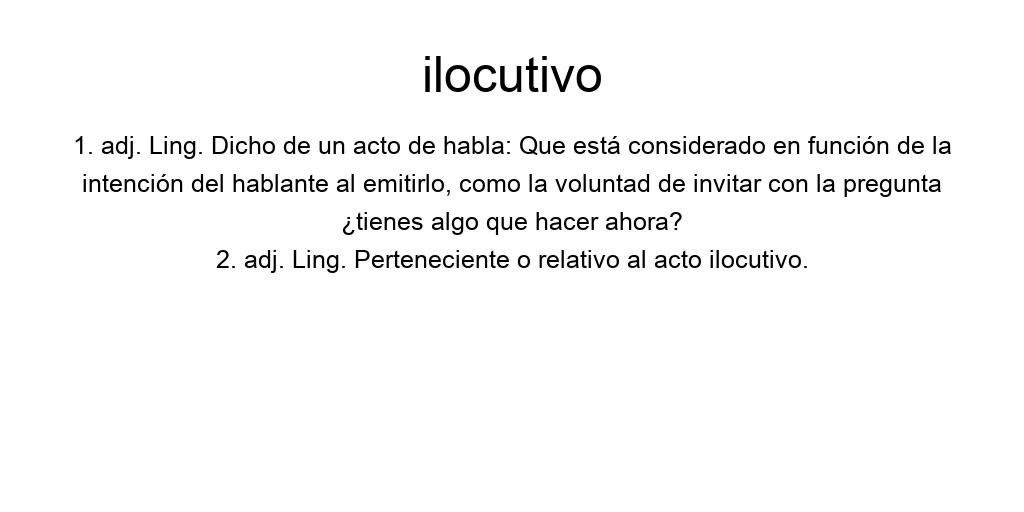 ilocutivo
1. adj. Ling. Dicho de un acto de habla: Que está considerado en función de la
intención del hablante al emitirlo, como la voluntad de invitar con la pregunta
¿tienes algo que hacer ahora?
2. adj. Ling. Perteneciente o relativo al acto ilocutivo.